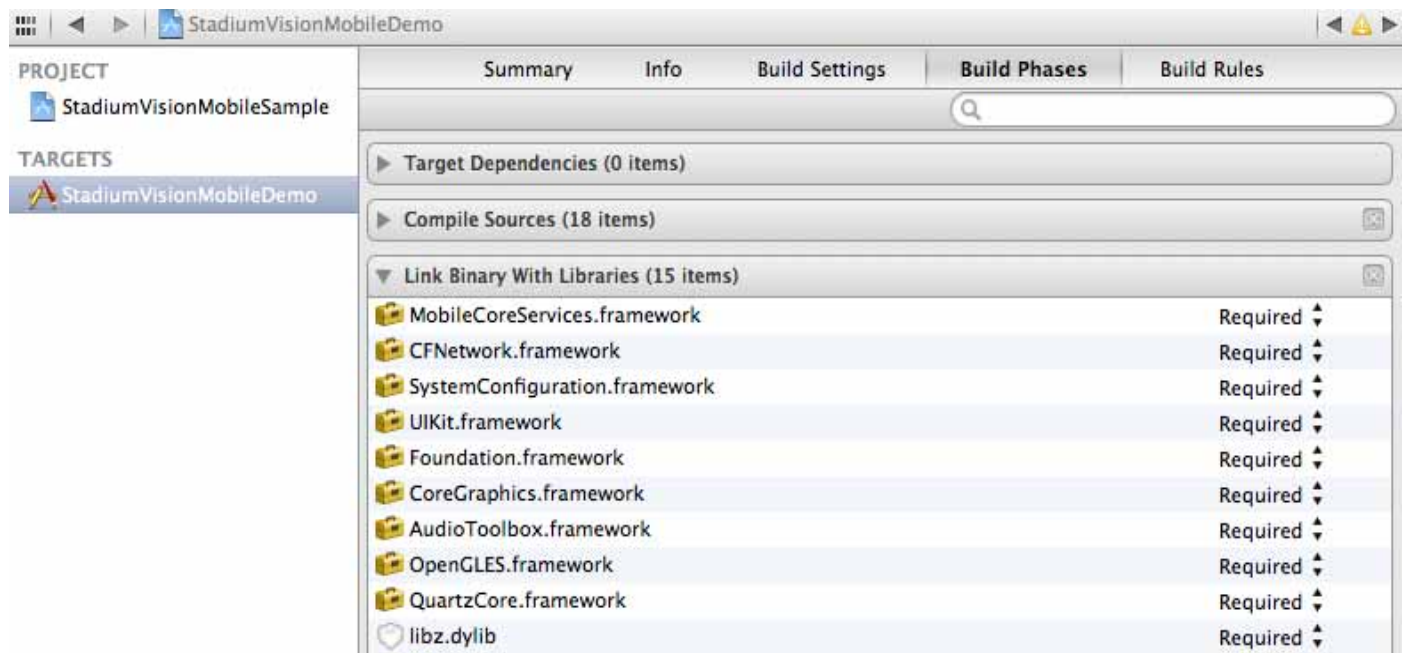 StadiumVisionMobileDemo
PROJECT
StadiumVisionMobileSample
TARGETS
StadiumVisionMobileDemo
Summary Info Build Settings Build Phases Build Rules
Target Dependencies (0 items)
Compile Sources (18 items)
Link Binary With Libraries (15 items)
MobileCoreServices.framework Required
CFNetwork.framework Required
SystemConfiguration.framework Required
UIKit.framework Required
Foundation.framework Required
CoreGraphics.framework Required
AudioToolbox.framework Required
OpenGLES.framework Required
QuartzCore.framework Required
libz.dylib Required